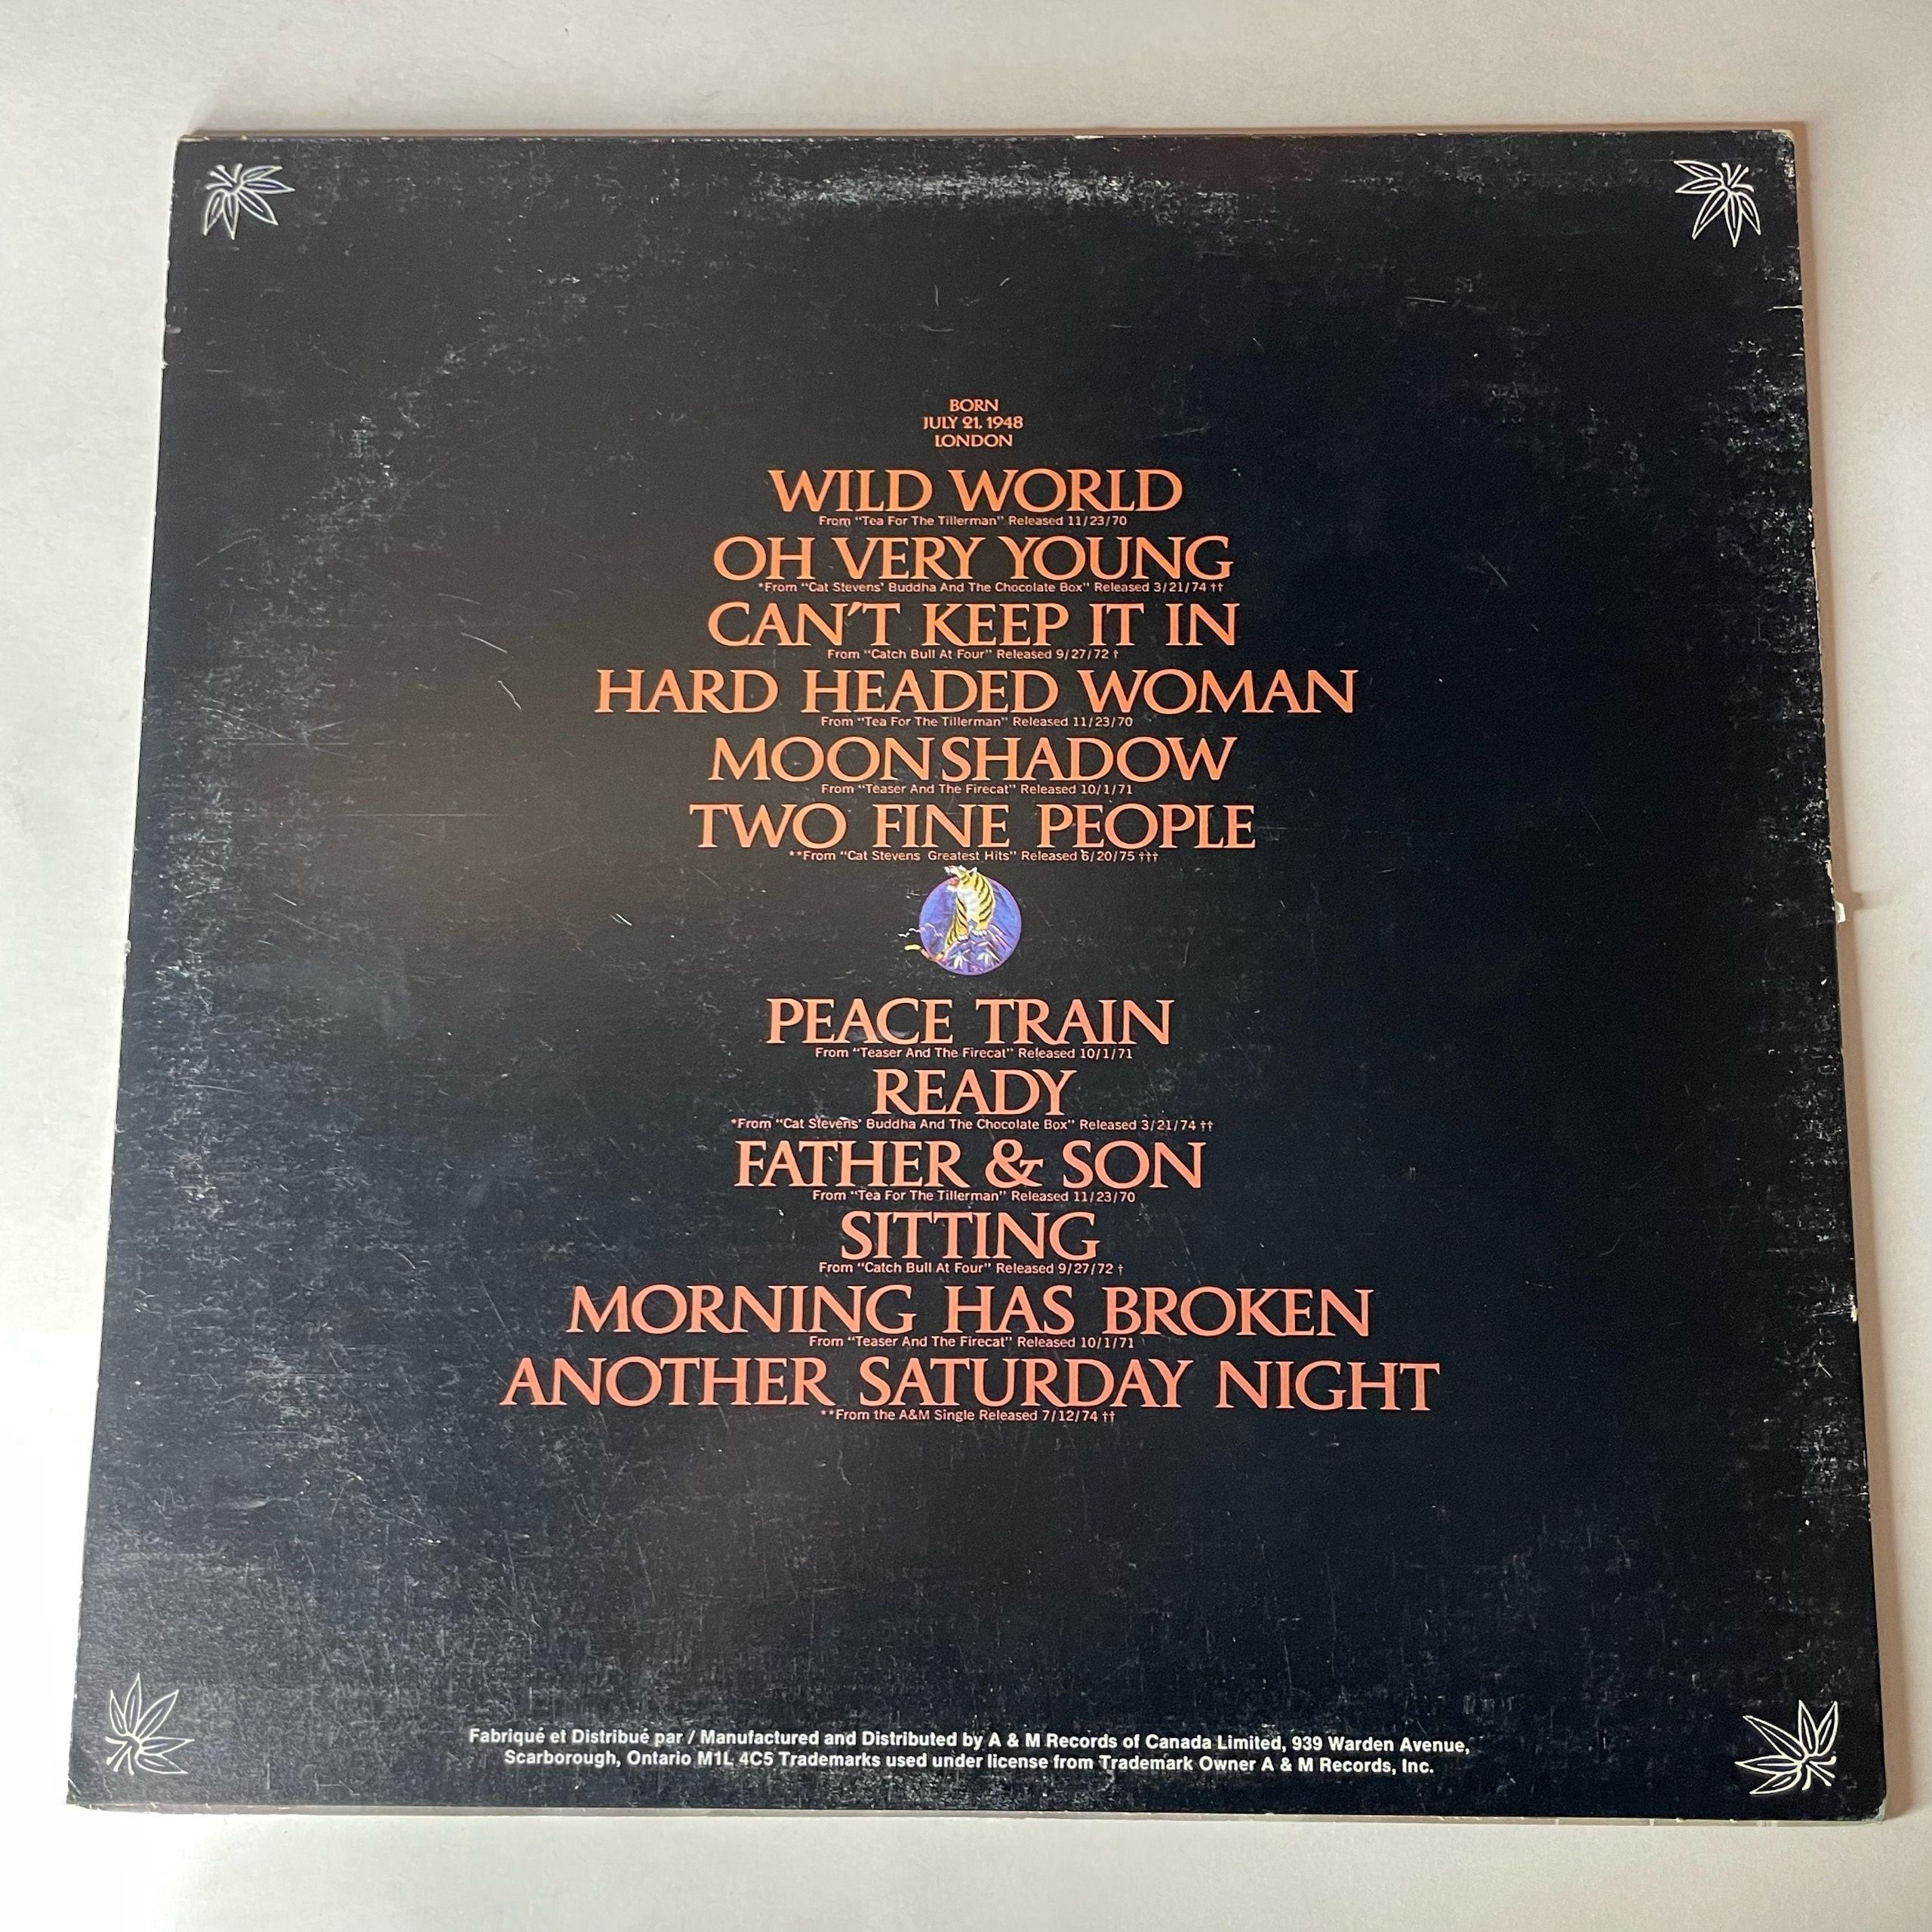 BORN
JULY 21, 1948
LONDON
WILD WORLD
From "Tea For The Tillerman" Released 11/23/70
OH VERY YOUNG
*From "Cat Stevens' Buddha And The Chocolate Box" Released 3/21/74 ††
CAN'T KEEP IT IN
From "Catch Bull At Four" Released 9/27/72 †
HARD HEADED WOMAN
From "Tea For The Tillerman" Released 11/23/70
MOONSHADOW
From "Teaser And The Firecat" Released 10/1/71
TWO FINE PEOPLE
**From "Cat Stevens Greatest Hits" Released 6/20/75 †††
PEACE TRAIN
From "Teaser And The Firecat" Released 10/1/71
READY
*From "Cat Stevens' Buddha And The Chocolate Box" Released 3/21/74 ††
FATHER & SON
From "Tea For The Tillerman" Released 11/23/70
SITTING
From "Catch Bull At Four" Released 9/27/72 †
MORNING HAS BROKEN
From "Teaser And The Firecat" Released 10/1/71
ANOTHER SATURDAY NIGHT
**From the A&M Single Released 7/12/74 ††
Fabriqué et Distribué par / Manufactured and Distributed by A & M Records of Canada Limited, 939 Warden Avenue,
Scarborough, Ontario M1L 4C5 Trademarks used under license from Trademark Owner A & M Records, Inc.